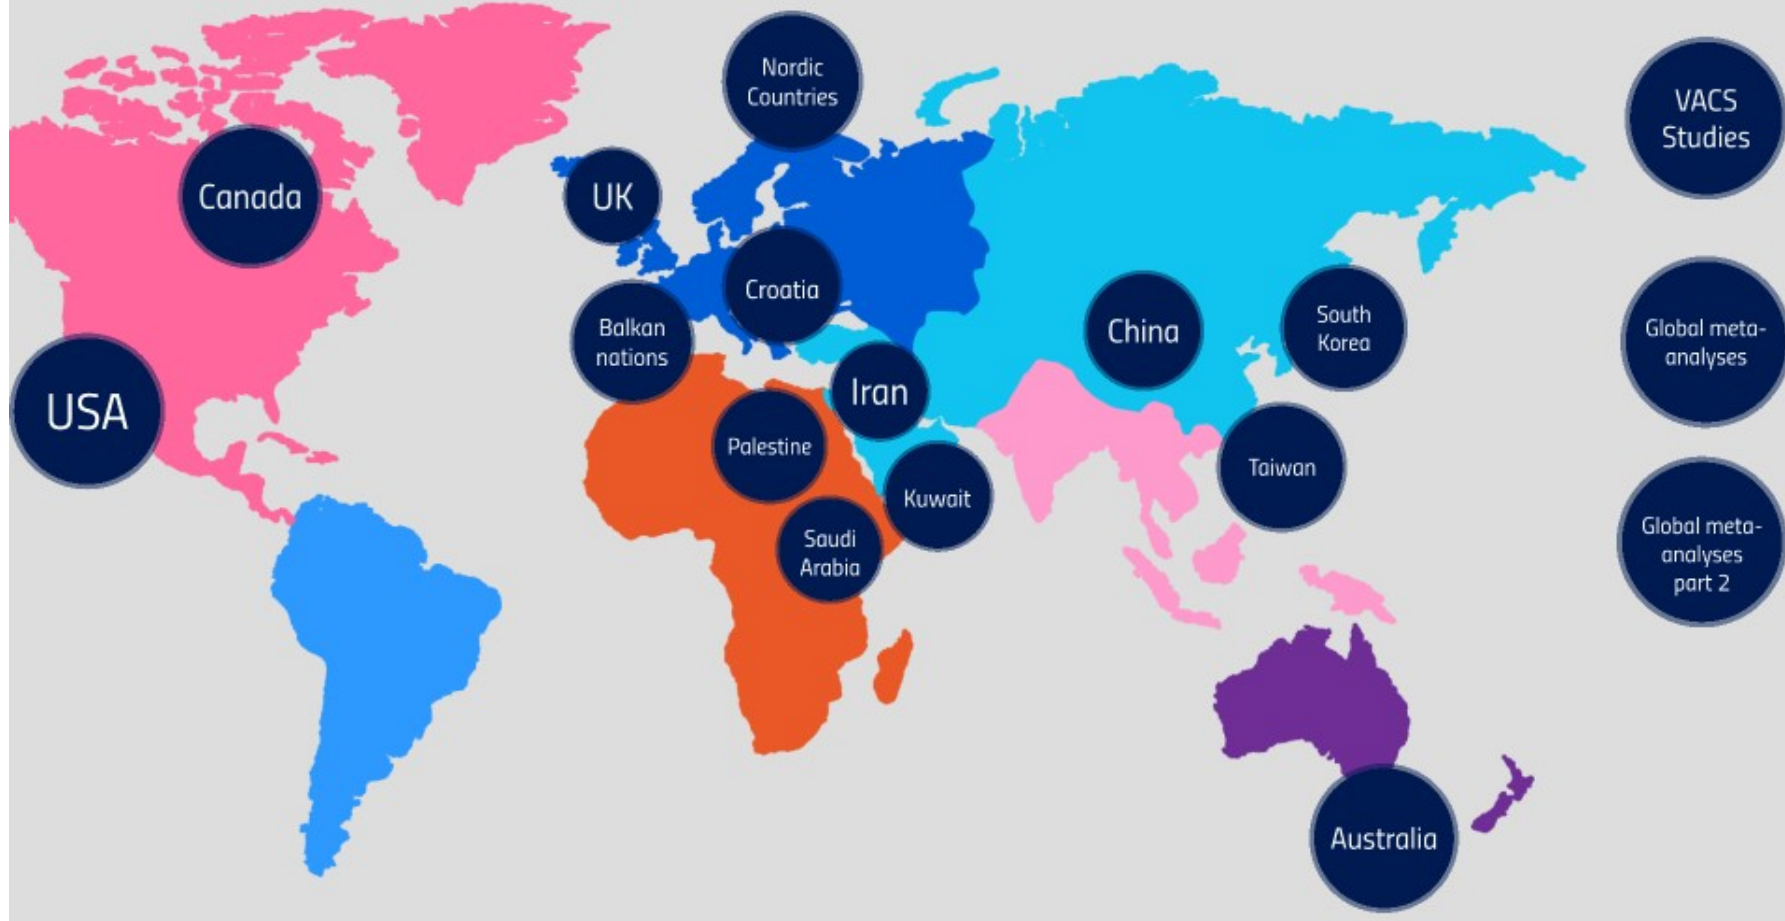 Nordic
Countries
VACS
Studies
Canada
UK
Croatia
Balkan
nations
China
South
Korea
Global meta-
analyses
USA
Iran
Palestine
Taiwan
Kuwait
Saudi
Arabia
Global meta-
analyses
part 2
Australia